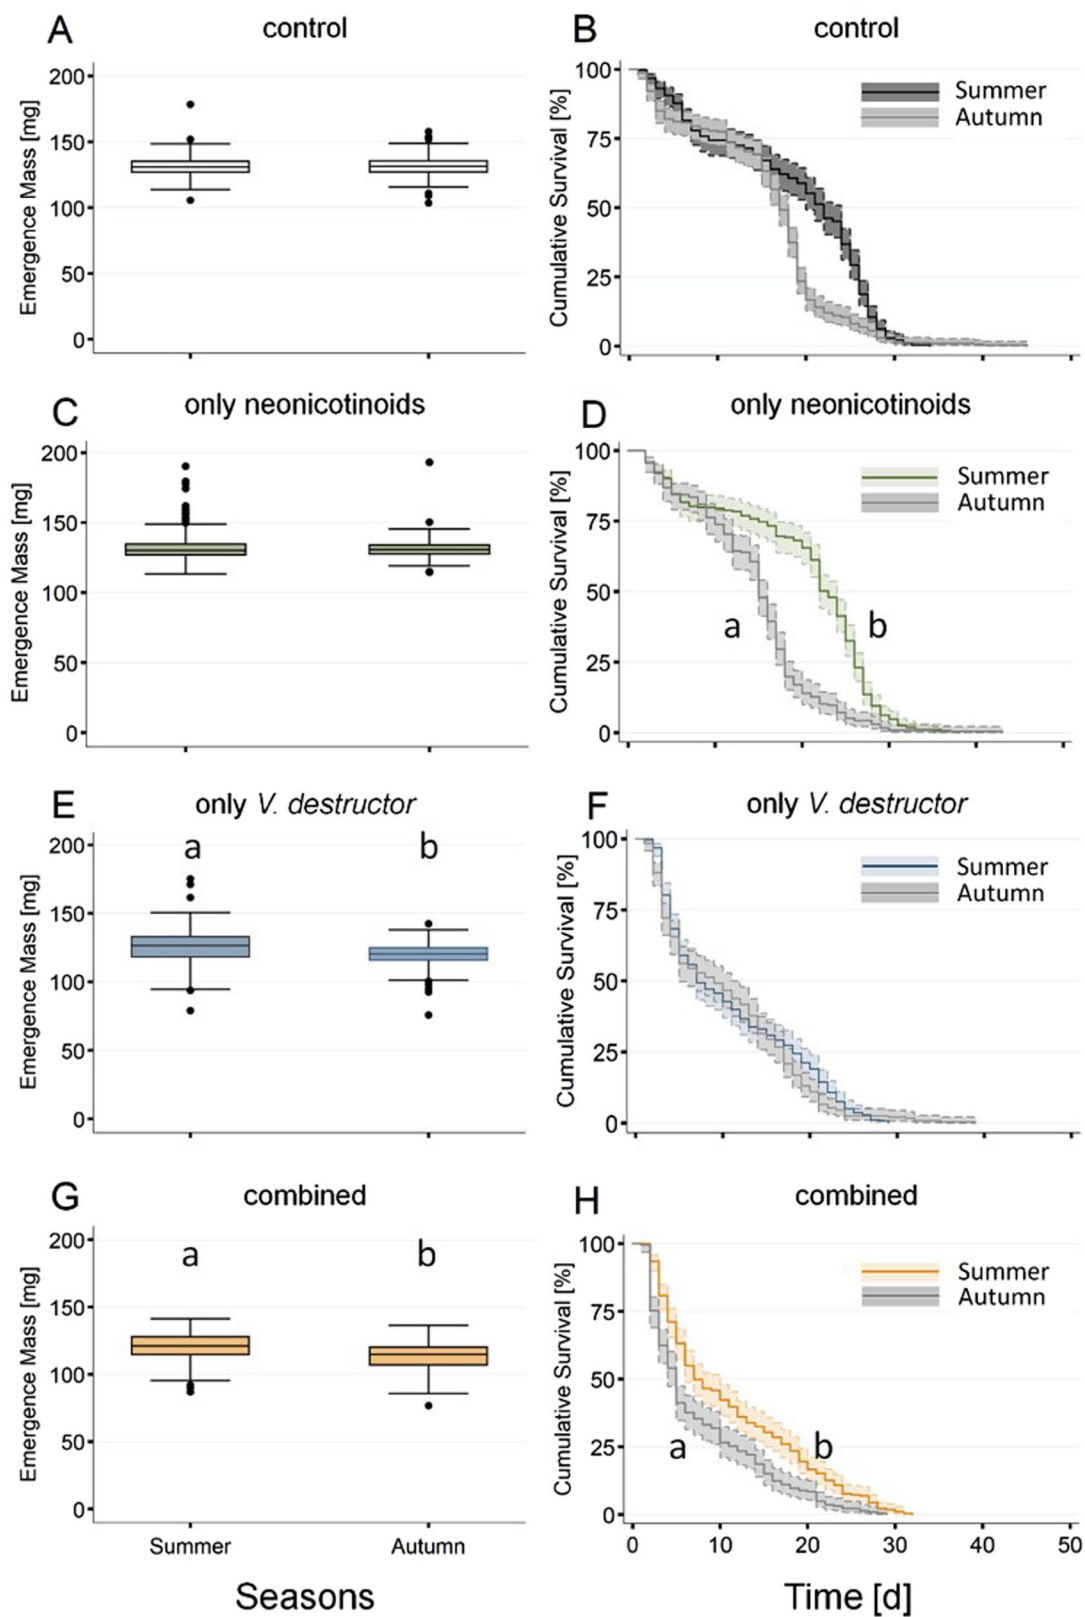 A control
Emergence Mass [mg]
200
150
100
50
0
B control
Cumulative Survival [%]
100
75
50
25
0
Summer
Autumn
C only neonicotinoids
Emergence Mass [mg]
200
150
100
50
0
D only neonicotinoids
Cumulative Survival [%]
100
75
50
25
0
Summer
Autumn
a b
E only V. destructor
Emergence Mass [mg]
200
150
100
50
0
a b
F only V. destructor
Cumulative Survival [%]
100
75
50
25
0
Summer
Autumn
G combined
Emergence Mass [mg]
200
150
100
50
0
a b
Summer Autumn
Seasons
H combined
Cumulative Survival [%]
100
75
50
25
0
Summer
Autumn
a b
0 10 20 30 40 50
Time [d]